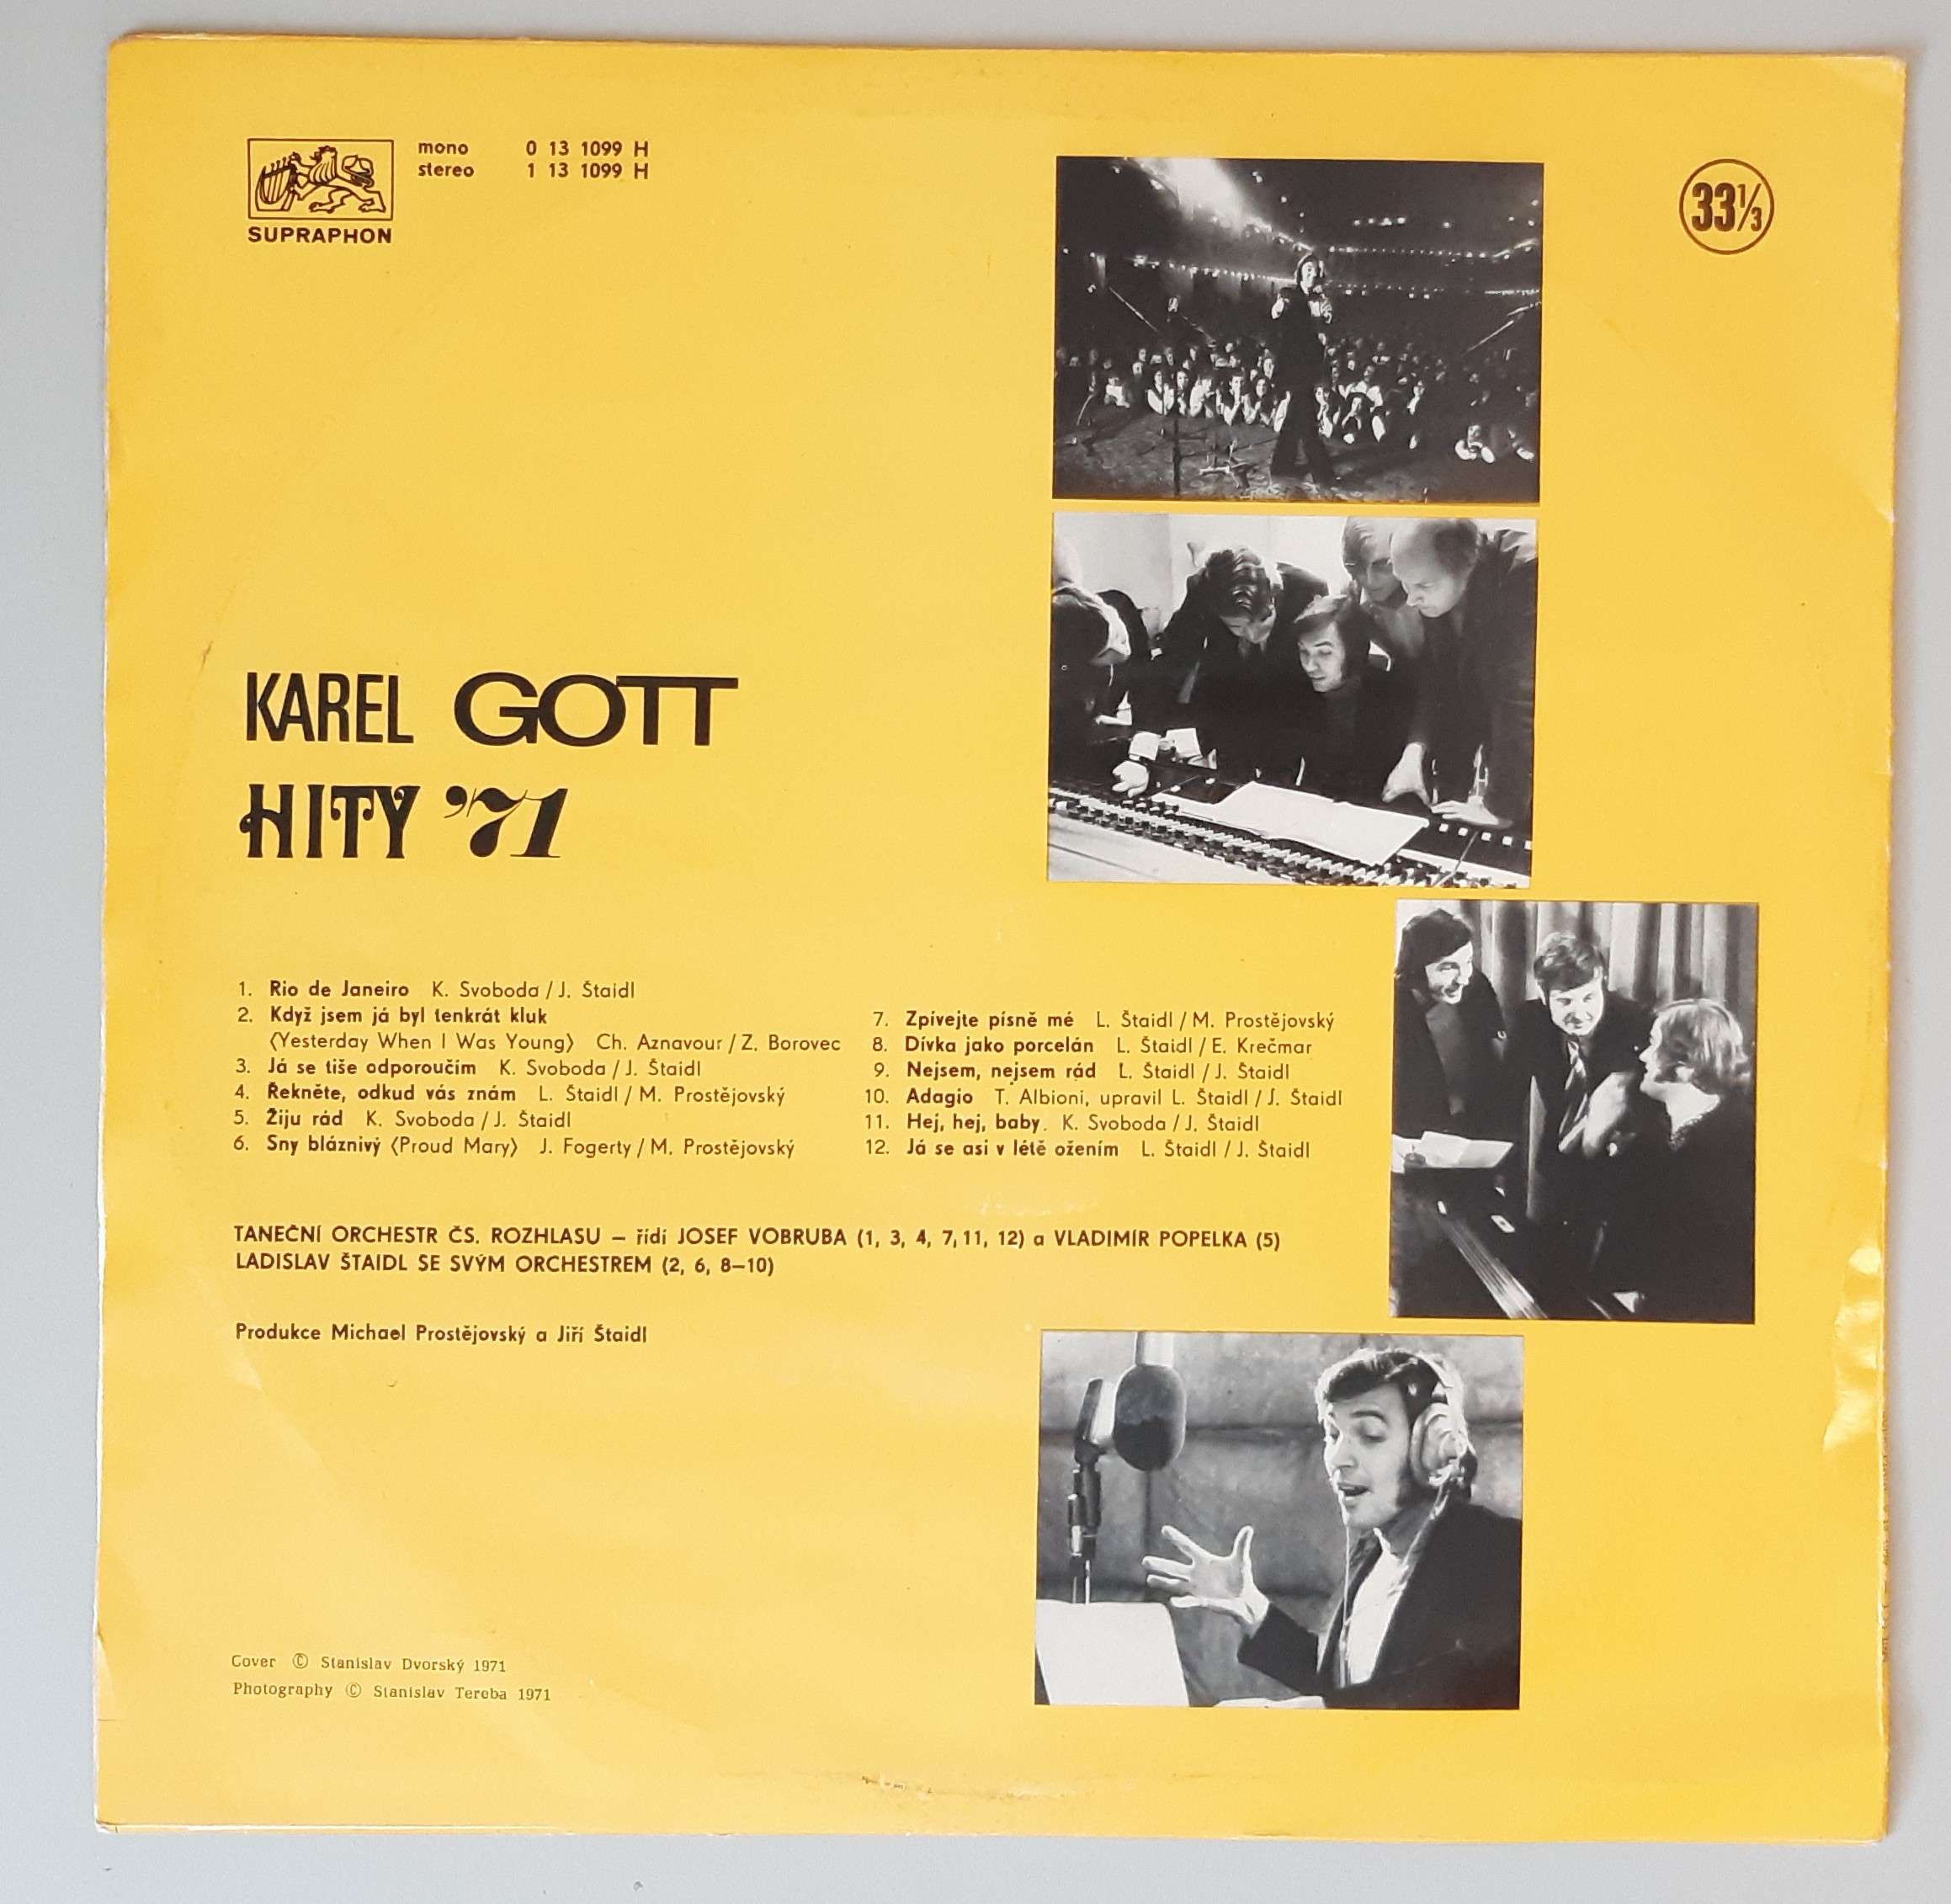 SUPRAPHON
mono 0 13 1099 H
stereo 1 13 1099 H
33 1/3
KAREL GOTT
HITY '71
1. Rio de Janeiro K. Svoboda / J. Štaidl
2. Když jsem já byl tenkrát kluk
(Yesterday When I Was Young) Ch. Aznavour / Z. Borovec
3. Já se tiše odporoučím K. Svoboda / J. Štaidl
4. Řekněte, odkud vás znám L. Štaidl / M. Prostějovský
5. Žiju rád K. Svoboda / J. Štaidl
6. Sny bláznivý (Proud Mary) J. Fogerty / M. Prostějovský
7. Zpívejte písně mé L. Štaidl / M. Prostějovský
8. Dívka jako porcelán L. Štaidl / E. Krečmar
9. Nejsem, nejsem rád L. Štaidl / J. Štaidl
10. Adagio T. Albioni, upravil L. Štaidl / J. Štaidl
11. Hej, hej, baby. K. Svoboda / J. Štaidl
12. Já se asi v létě ožením L. Štaidl / J. Štaidl
TANEČNÍ ORCHESTR ČS. ROZHLASU – řídí JOSEF VOBRUBA (1, 3, 4, 7, 11, 12) a VLADIMÍR POPELKA (5)
LADISLAV ŠTAIDL SE SVÝM ORCHESTREM (2, 6, 8–10)
Produkce Michael Prostějovský a Jiří Štaidl
Cover © Stanislav Dvorský 1971
Photography © Stanislav Tereba 1971